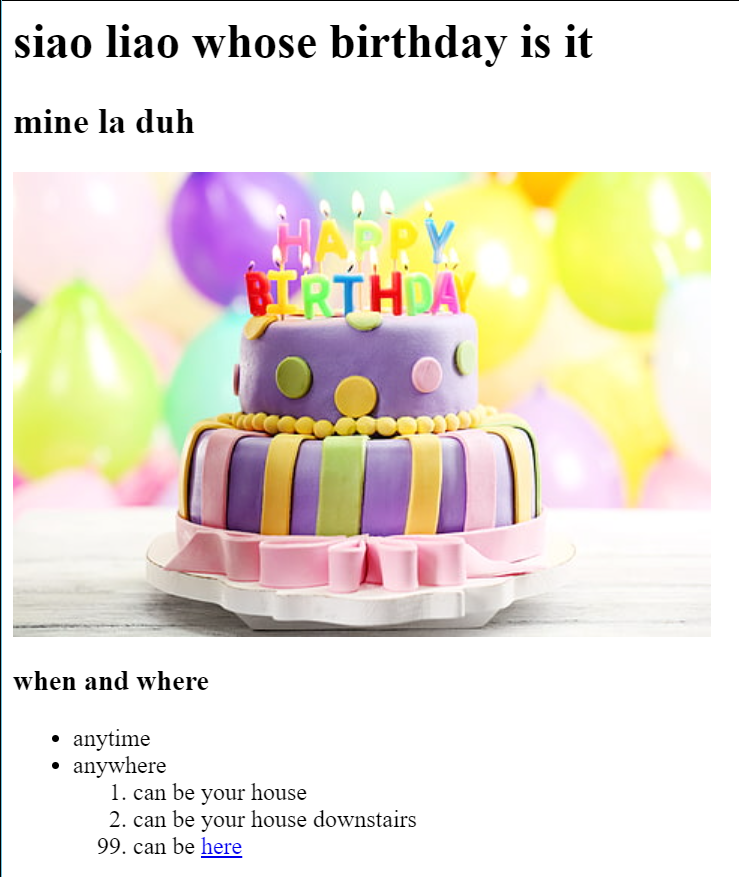 siao liao whose birthday is it
mine la duh
HAPPY
BIRTHDAY
when and where
• anytime
• anywhere
1. can be your house
2. can be your house downstairs
99. can be here